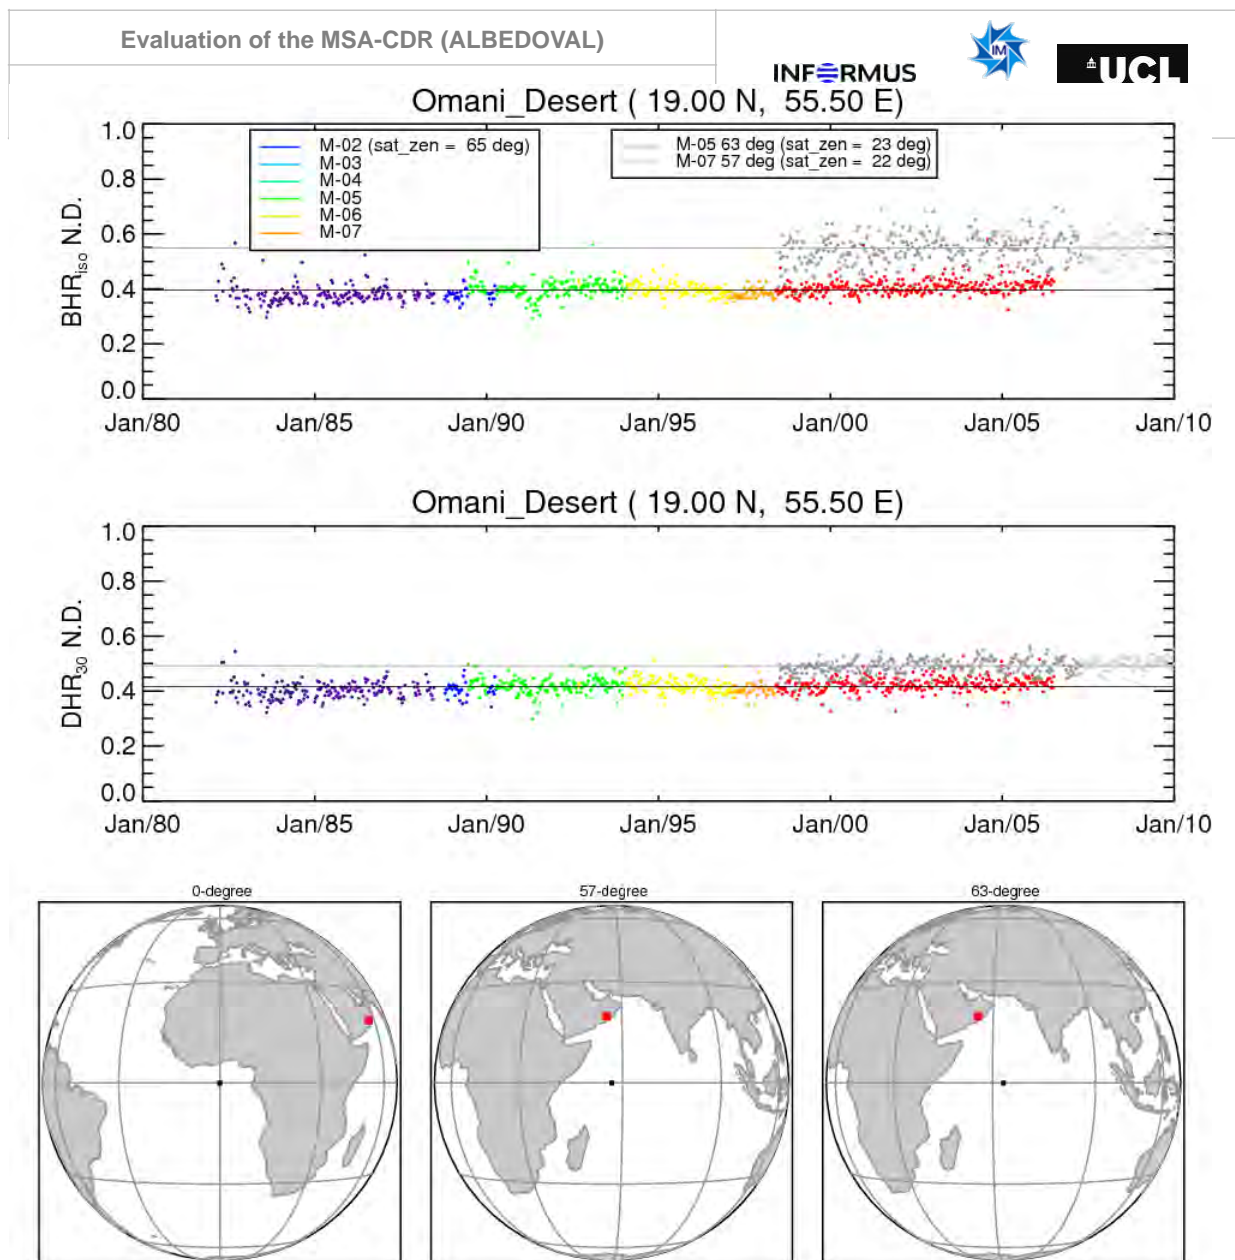 Evaluation of the MSA-CDR (ALBEDOVAL)
IM
INFORMUS
UCL
Omani_Desert ( 19.00 N, 55.50 E)
1.0
0.8
0.6
0.4
0.2
0.0
BHRiso N.D.
M-02 (sat_zen = 65 deg)
M-03
M-04
M-05
M-06
M-07
M-05 63 deg (sat_zen = 23 deg)
M-07 57 deg (sat_zen = 22 deg)
Jan/80 Jan/85 Jan/90 Jan/95 Jan/00 Jan/05 Jan/10
Omani_Desert ( 19.00 N, 55.50 E)
1.0
0.8
0.6
0.4
0.2
0.0
DHR30 N.D.
Jan/80 Jan/85 Jan/90 Jan/95 Jan/00 Jan/05 Jan/10
0-degree
57-degree
63-degree